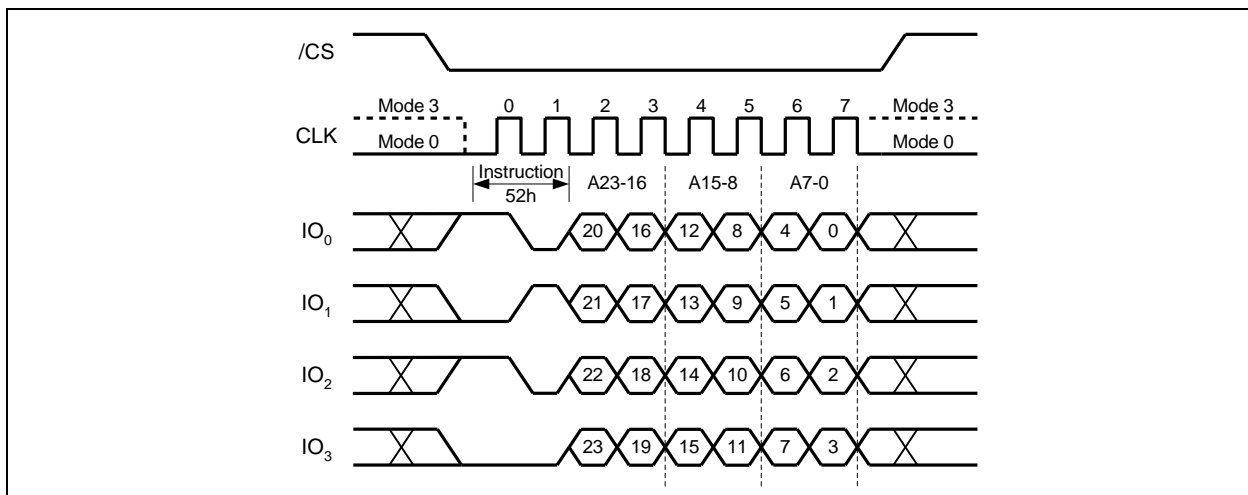 /CS
Mode 3 0 1 2 3 4 5 6 7 Mode 3
CLK Mode 0 Mode 0
Instruction A23-16 A15-8 A7-0
52h
IO0 20 16 12 8 4 0
IO1 21 17 13 9 5 1
IO2 22 18 14 10 6 2
IO3 23 19 15 11 7 3